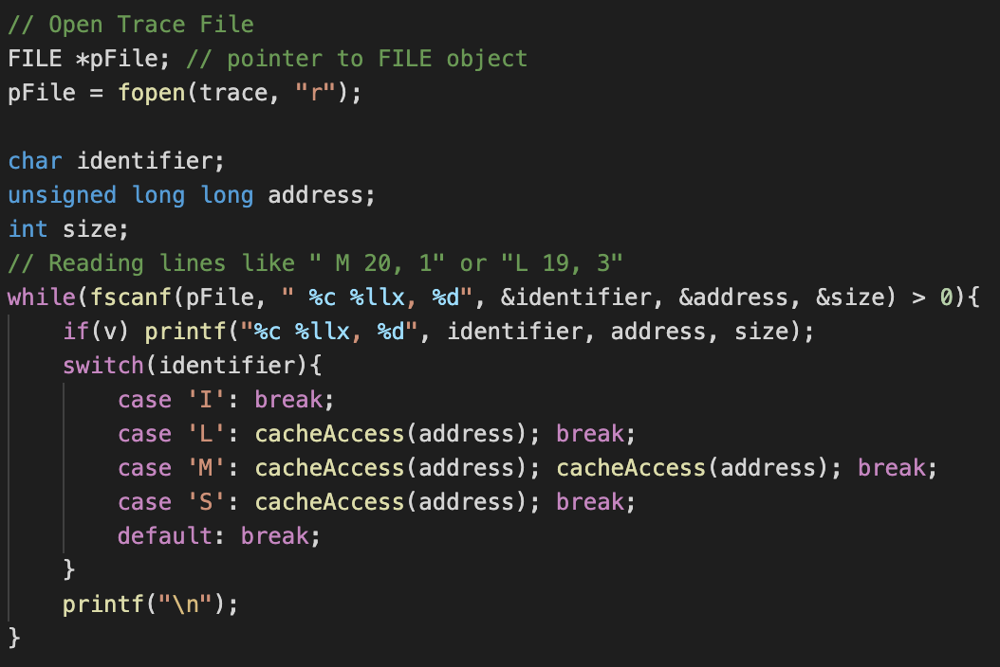 // Open Trace File
FILE *pFile; // pointer to FILE object
pFile = fopen(trace, "r");

char identifier;
unsigned long long address;
int size;
// Reading lines like " M 20, 1" or "L 19, 3"
while(fscanf(pFile, " %c %llx, %d", &identifier, &address, &size) > 0){
    if(v) printf("%c %llx, %d", identifier, address, size);
    switch(identifier){
        case 'I': break;
        case 'L': cacheAccess(address); break;
        case 'M': cacheAccess(address); cacheAccess(address); break;
        case 'S': cacheAccess(address); break;
        default: break;
    }
    printf("\n");
}